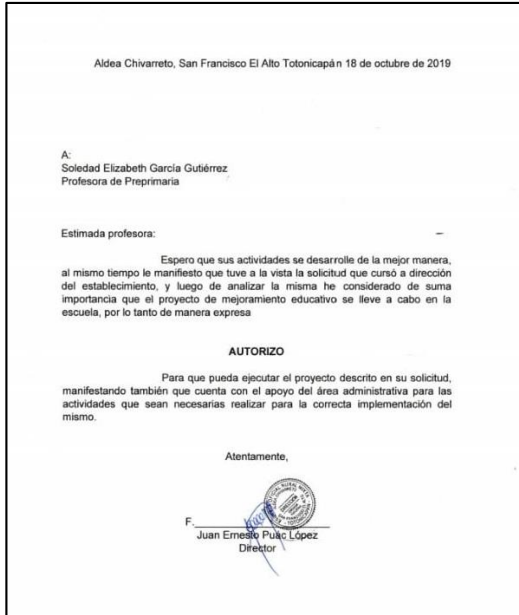 Aldea Chivarreto, San Francisco El Alto Totonicapán 18 de octubre de 2019
A:
Soledad Elizabeth García Gutiérrez
Profesora de Preprimaria
Estimada profesora:
Espero que sus actividades se desarrolle de la mejor manera,
al mismo tiempo le manifiesto que tuve a la vista la solicitud que cursó a dirección
del establecimiento, y luego de analizar la misma he considerado de suma
importancia que el proyecto de mejoramiento educativo se lleve a cabo en la
escuela, por lo tanto de manera expresa
AUTORIZO
Para que pueda ejecutar el proyecto descrito en su solicitud,
manifestando también que cuenta con el apoyo del área administrativa para las
actividades que sean necesarias realizar para la correcta implementación del
mismo.
Atentamente,
F.
Juan Ernesto Puac López
Director